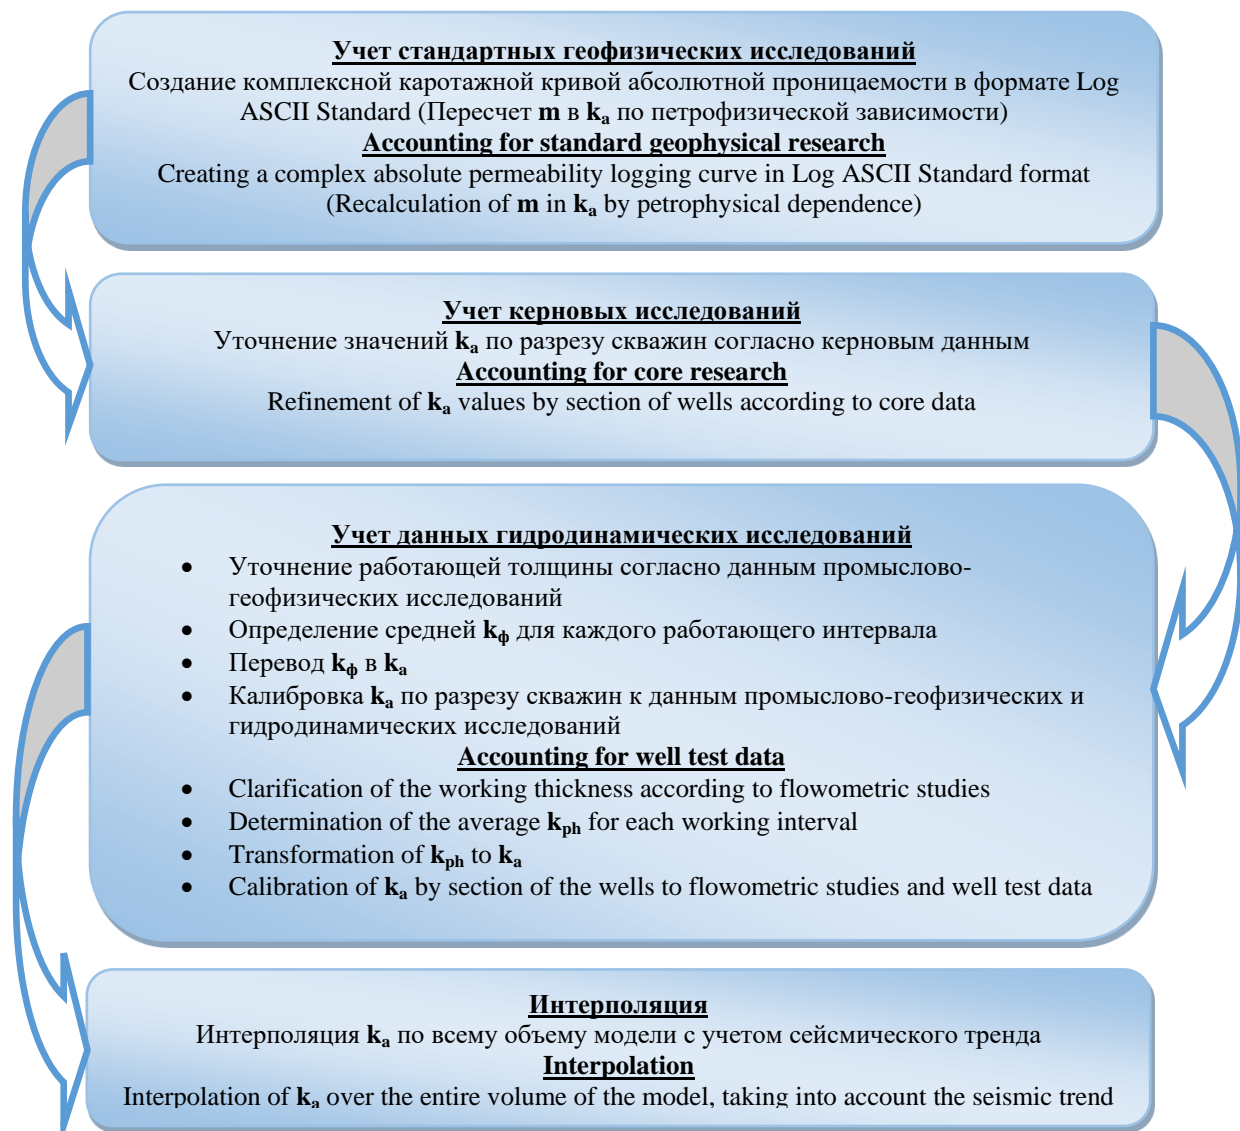 Учет стандартных геофизических исследований
Создание комплексной каротажной кривой абсолютной проницаемости в формате Log
ASCII Standard (Пересчет m в kа по петрофизической зависимости)
Accounting for standard geophysical research
Creating a complex absolute permeability logging curve in Log ASCII Standard format
(Recalculation of m in ka by petrophysical dependence)
Учет керновых исследований
Уточнение значений kа по разрезу скважин согласно керновым данным
Accounting for core research
Refinement of ka values by section of wells according to core data
Учет данных гидродинамических исследований
• Уточнение работающей толщины согласно данным промыслово-
геофизических исследований
• Определение средней kф для каждого работающего интервала
• Перевод kф в kа
• Калибровка kа по разрезу скважин к данным промыслово-геофизических и
гидродинамических исследований
Accounting for well test data
• Clarification of the working thickness according to flowometric studies
• Determination of the average kph for each working interval
• Transformation of kph to ka
• Calibration of ka by section of the wells to flowometric studies and well test data
Интерполяция
Интерполяция kа по всему объему модели с учетом сейсмического тренда
Interpolation
Interpolation of ka over the entire volume of the model, taking into account the seismic trend